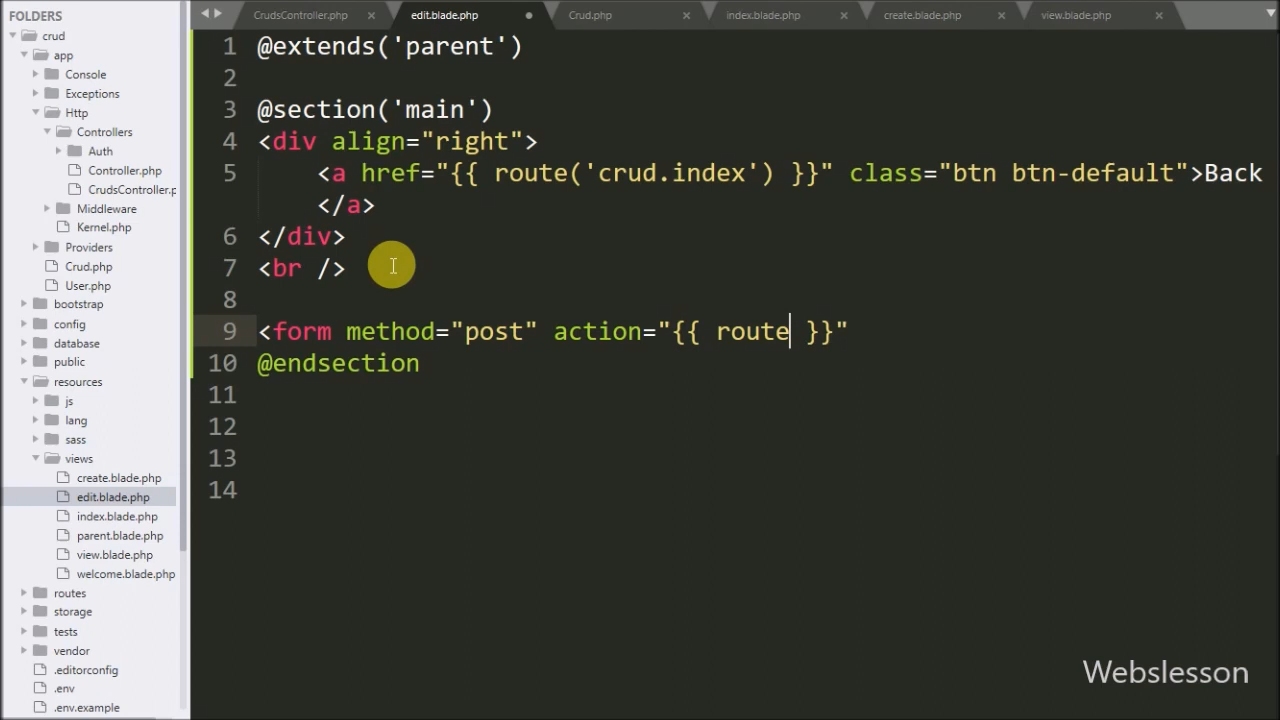 FOLDERS
crud
app
Console
Exceptions
Http
Controllers
Auth
Controller.php
CrudsController.p
Middleware
Kernel.php
Providers
Crud.php
User.php
bootstrap
config
database
public
resources
js
lang
sass
views
create.blade.php
edit.blade.php
index.blade.php
parent.blade.php
view.blade.php
welcome.blade.php
routes
storage
tests
vendor
.editorconfig
.env
.env.example
CrudsController.php
edit.blade.php
Crud.php
index.blade.php
create.blade.php
view.blade.php
1 @extends('parent')
2
3 @section('main')
4 <div align="right">
5 <a href="{{ route('crud.index') }}" class="btn btn-default">Back
</a>
6 </div>
7 <br />
8
9 <form method="post" action="{{ route }}"
10 @endsection
11
12
13
14
Webslesson